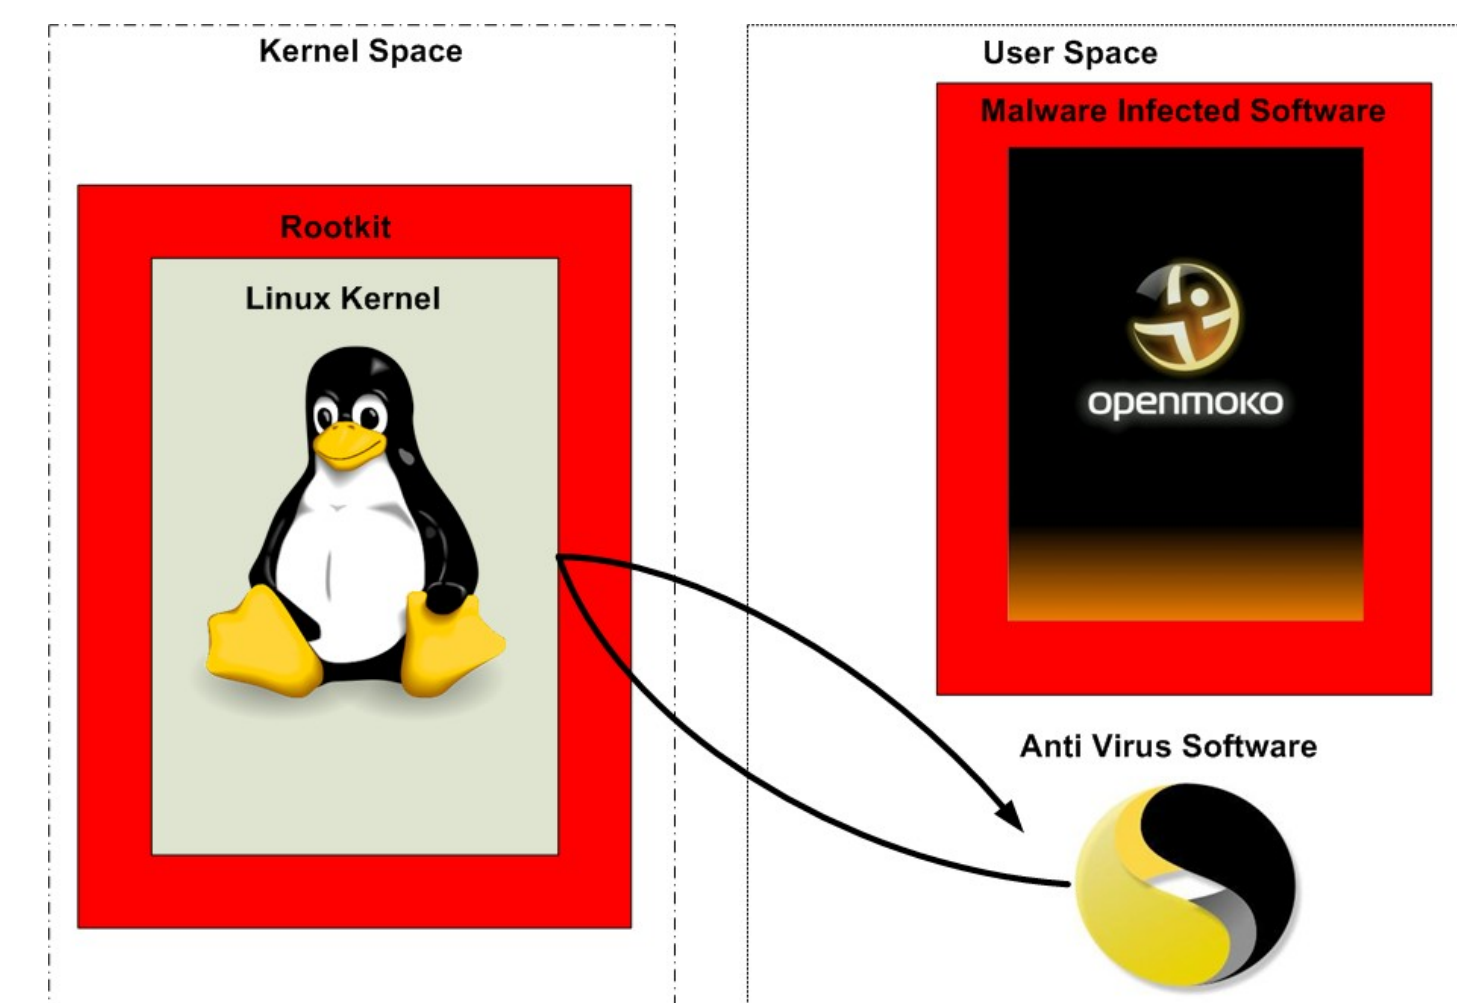 Kernel Space
Rootkit
Linux Kernel
User Space
Malware Infected Software
openmoko
Anti Virus Software